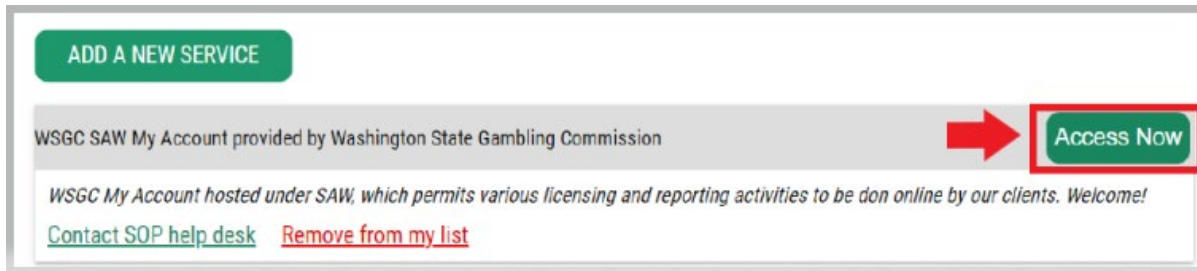 ADD A NEW SERVICE
WSGC SAW My Account provided by Washington State Gambling Commission
Access Now
WSGC My Account hosted under SAW, which permits various licensing and reporting activities to be don online by our clients. Welcome!
Contact SOP help desk Remove from my list